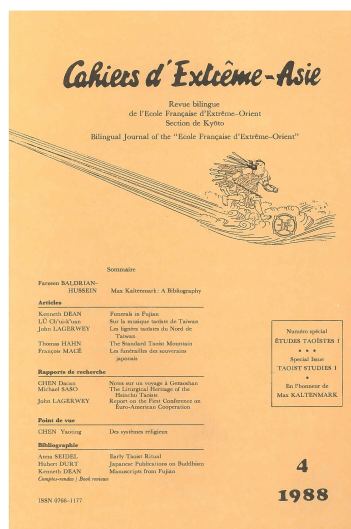 Cahiers d'Extrême-Asie
Revue bilingue
de l'Ecole Française d'Extrême-Orient
Section de Kyōto
Bilingual Journal of the "Ecole Française d'Extrême-Orient"
Sommaire
Farzeen BALDRIAN-
HUSSEIN Max Kaltenmark: A Bibliography
Articles
Kenneth DEAN Funerals in Fujian
LÜ Ch'ui-k'uan Sur la musique taoïste de Taiwan
John LAGERWEY Les lignées taoïstes du Nord de
Taiwan
Thomas HAHN The Standard Taoist Mountain
François MACÉ Les funérailles des souverains
japonais
Rapports de recherche
CHEN Dacan Notes sur un voyage à Gezaoshan
Michael SASO The Liturgical Heritage of the
Hsinchu Taoists
John LAGERWEY Report on the First Conference on
Euro-American Cooperation
Point de vue
CHEN Yaoting Des systèmes religieux
Bibliographie
Anna SEIDEL Early Taoist Ritual
Hubert DURT Japanese Publications on Buddhism
Kenneth DEAN Manuscripts from Fujian
Comptes-rendus / Book reviews
ISSN 0766-1177
Numéro spécial
ÉTUDES TAOÏSTES I
* * *
Special Issue
TAOIST STUDIES I
*
En l'honneur de
Max KALTENMARK
4
1988